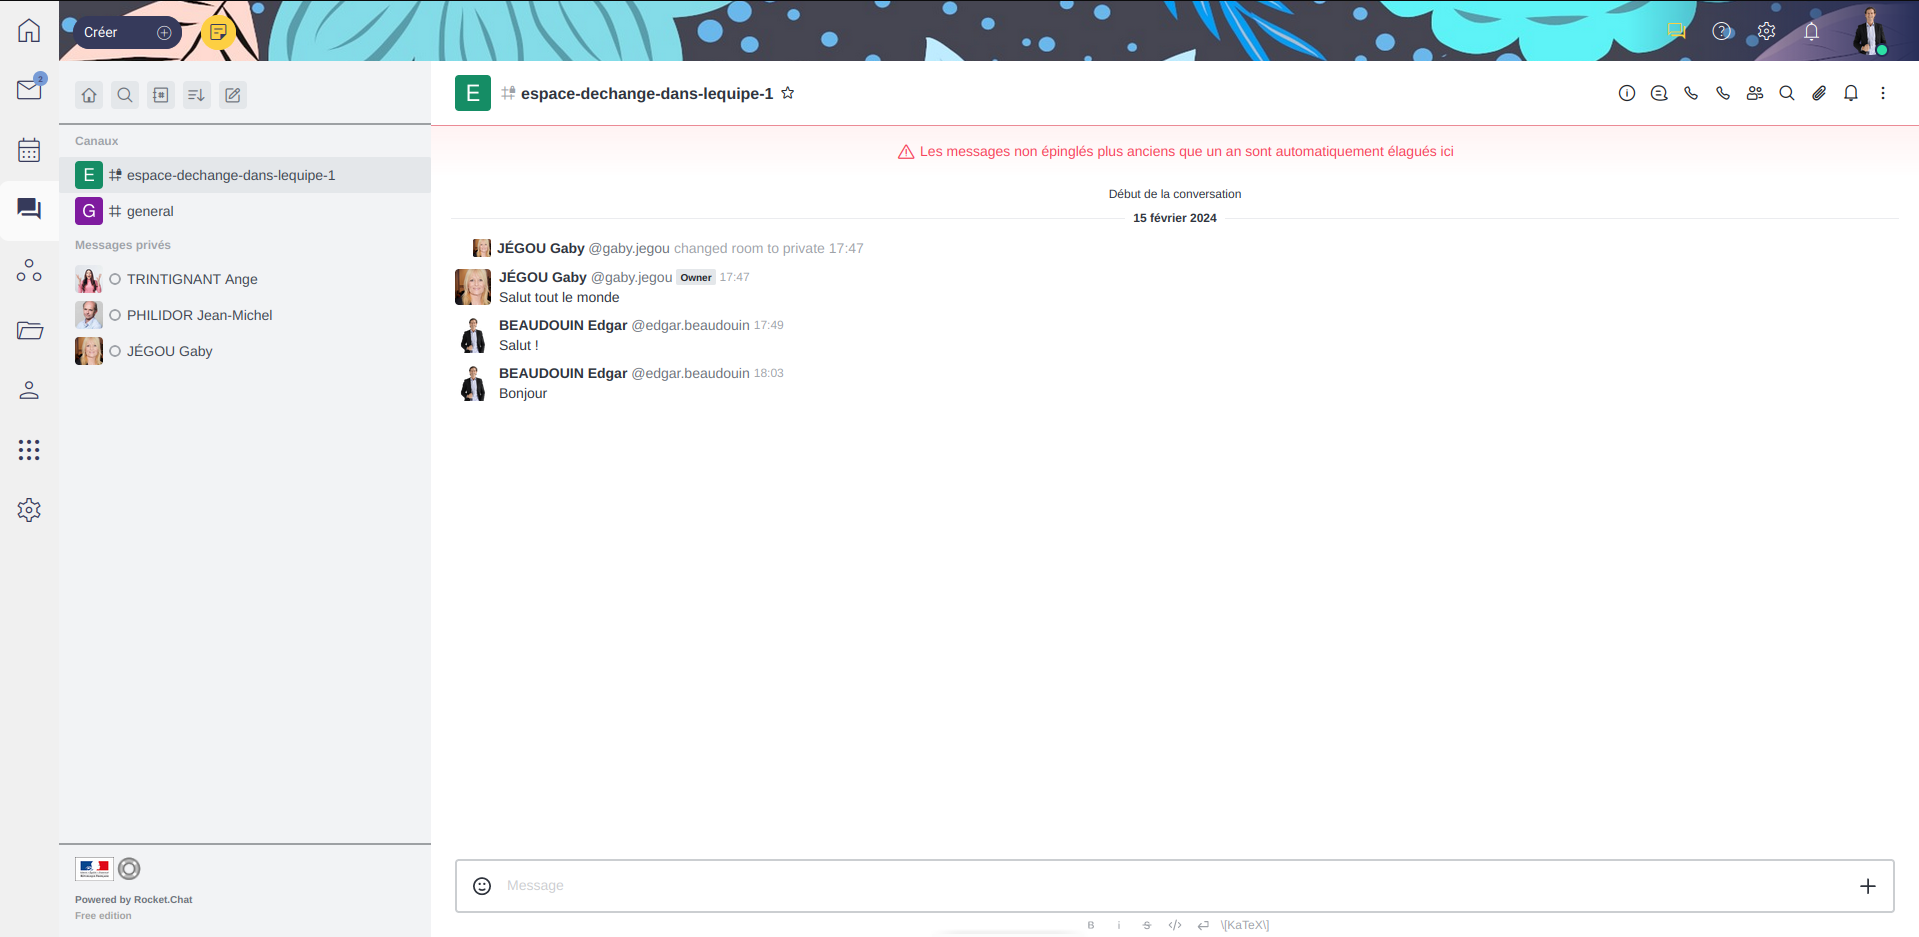 Créer
2
E espace-dechange-dans-lequipe-1
Les messages non épinglés plus anciens que un an sont automatiquement élagués ici
Canaux
E espace-dechange-dans-lequipe-1
G general
Messages privés
TRINTIGNANT Ange
PHILIDOR Jean-Michel
JÉGOU Gaby
Début de la conversation
15 février 2024
JÉGOU Gaby @gaby.jegou changed room to private 17:47
JÉGOU Gaby @gaby.jegou Owner 17:47
Salut tout le monde
BEAUDOUIN Edgar @edgar.beaudouin 17:49
Salut !
BEAUDOUIN Edgar @edgar.beaudouin 18:03
Bonjour
Message
B i S </> \[KaTeX\]
Powered by Rocket.Chat
Free edition